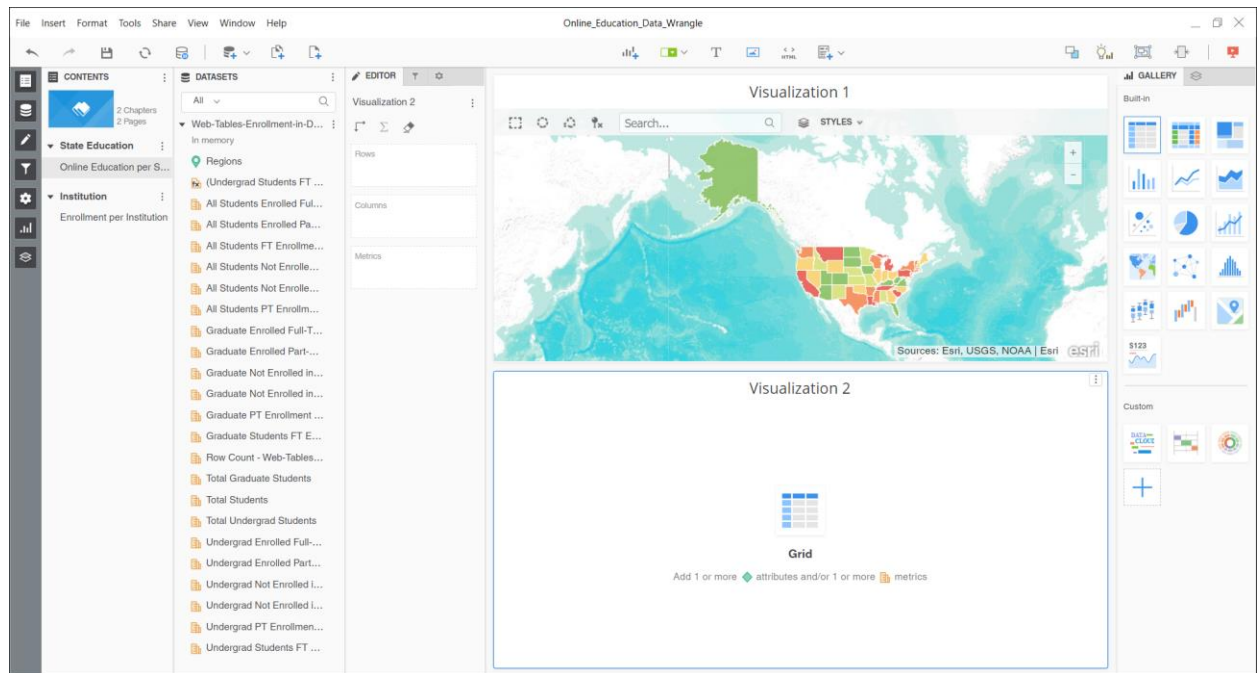 File Insert Format Tools Share View Window Help
Online_Education_Data_Wrangle
T
< >
HTML
CONTENTS
2 Chapters
2 Pages
State Education
Online Education per S...
Institution
Enrollment per Institution
DATASETS
All
Web-Tables-Enrollment-in-D...
In memory
Regions
fx (Undergrad Students FT ...
All Students Enrolled Ful...
All Students Enrolled Pa...
All Students FT Enrollme...
All Students Not Enrolle...
All Students Not Enrolle...
All Students PT Enrollm...
Graduate Enrolled Full-T...
Graduate Enrolled Part-...
Graduate Not Enrolled in...
Graduate Not Enrolled in...
Graduate PT Enrollment ...
Graduate Students FT E...
Row Count - Web-Tables...
Total Graduate Students
Total Students
Total Undergrad Students
Undergrad Enrolled Full-...
Undergrad Enrolled Part...
Undergrad Not Enrolled i...
Undergrad Not Enrolled i...
Undergrad PT Enrollmen...
Undergrad Students FT ...
EDITOR
Visualization 2
Σ
Rows
Columns
Metrics
Visualization 1
Search...
STYLES
+
-
Sources: Esri, USGS, NOAA | Esri
esri
Visualization 2
Grid
Add 1 or more attributes and/or 1 or more metrics
GALLERY
Built-in
$123
Custom
DATA
CLOUD